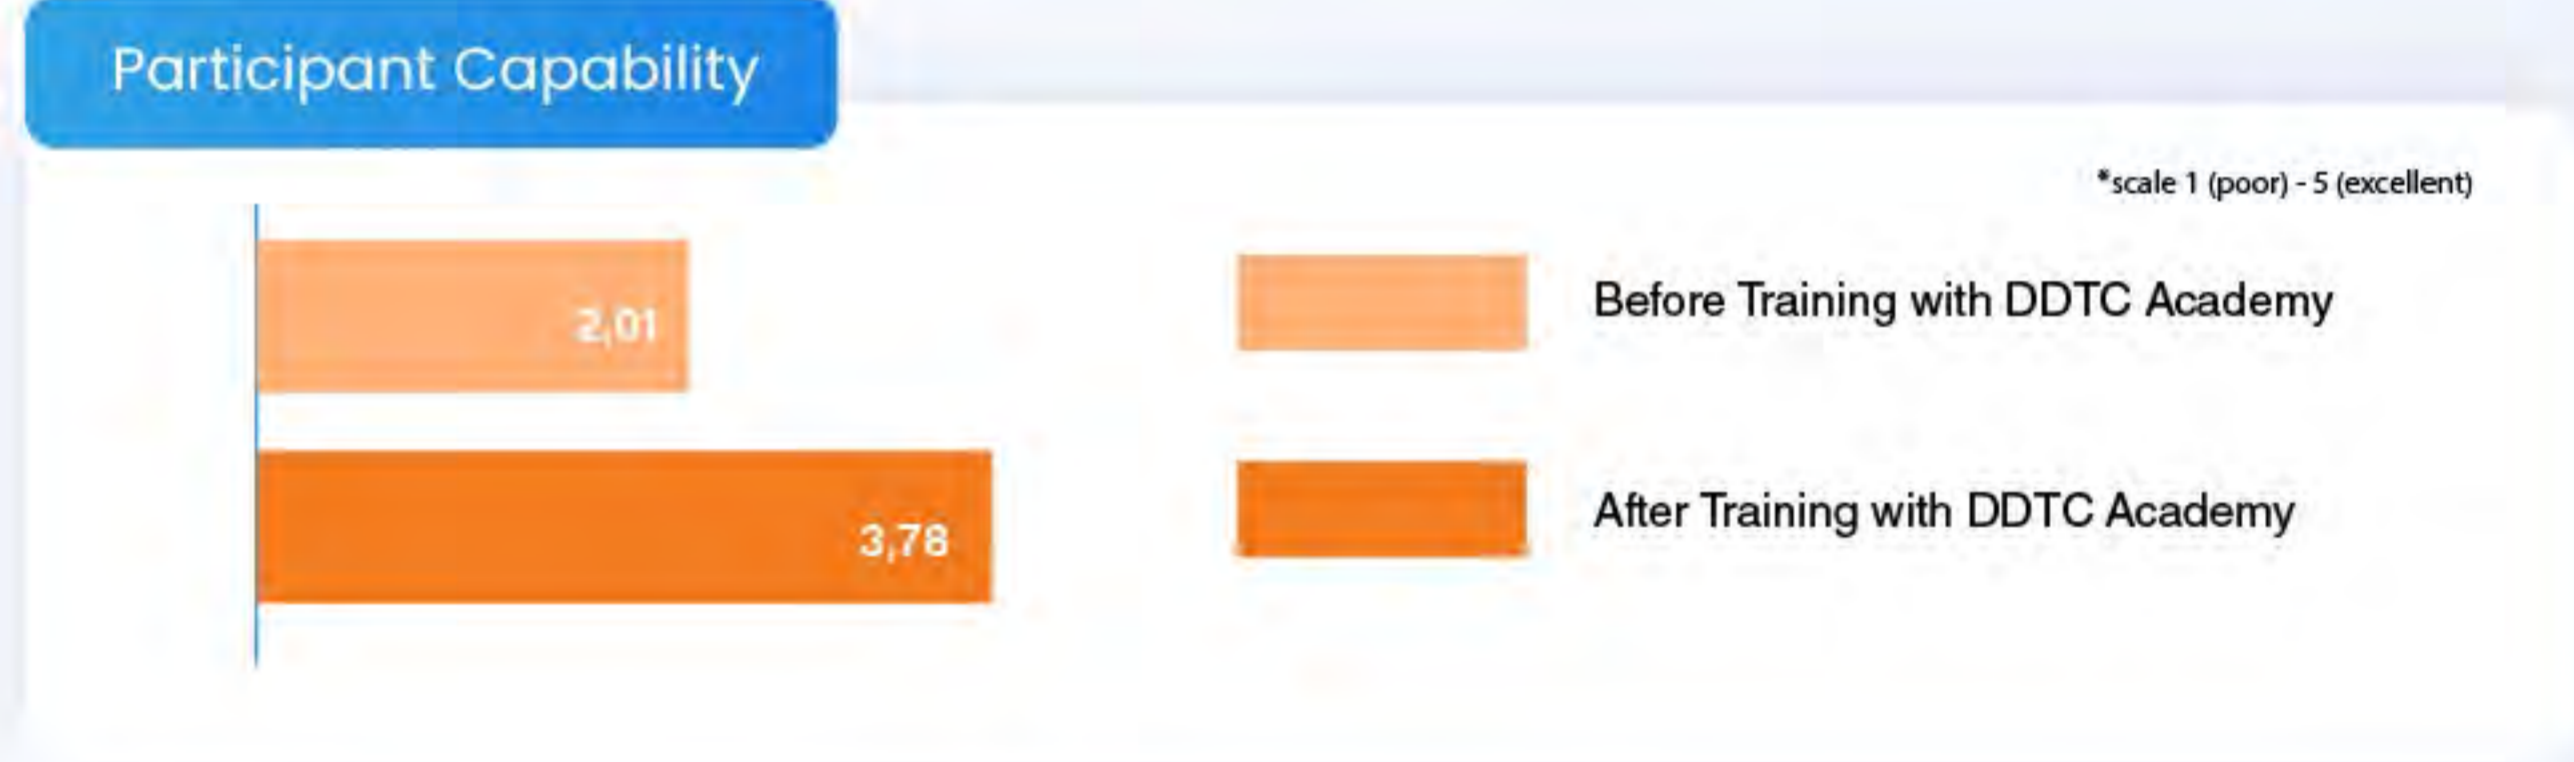 Participant Capability
*scale 1 (poor) - 5 (excellent)
2,01
Before Training with DDTC Academy
3,78
After Training with DDTC Academy